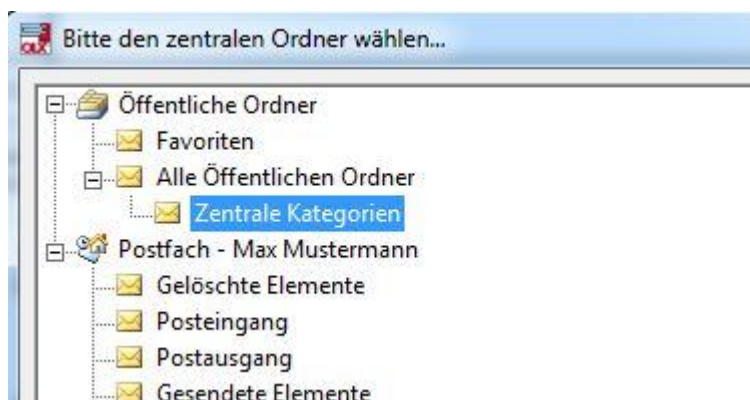 Bitte den zentralen Ordner wählen...
Öffentliche Ordner
Favoriten
Alle Öffentlichen Ordner
Zentrale Kategorien
Postfach - Max Mustermann
Gelöschte Elemente
Posteingang
Postausgang
Gesendete Elemente